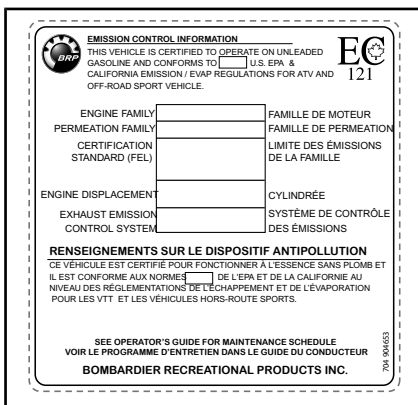 BRP
EMISSION CONTROL INFORMATION
THIS VEHICLE IS CERTIFIED TO OPERATE ON UNLEADED
GASOLINE AND CONFORMS TO U.S. EPA &
CALIFORNIA EMISSION / EVAP REGULATIONS FOR ATV AND
OFF-ROAD SPORT VEHICLE.
EC
121
ENGINE FAMILY FAMILLE DE MOTEUR
PERMEATION FAMILY FAMILLE DE PERMEATION
CERTIFICATION LIMITE DES ÉMISSIONS
STANDARD (FEL) DE LA FAMILLE
ENGINE DISPLACEMENT CYLINDRÉE
EXHAUST EMISSION SYSTÈME DE CONTRÔLE
CONTROL SYSTEM DES ÉMISSIONS
RENSEIGNEMENTS SUR LE DISPOSITIF ANTIPOLLUTION
CE VÉHICULE EST CERTIFIÉ POUR FONCTIONNER À L'ESSENCE SANS PLOMB ET
IL EST CONFORME AUX NORMES DE L'EPA ET DE LA CALIFORNIE AU
NIVEAU DES RÉGLEMENTATIONS DE L'ÉCHAPPEMENT ET DE L'ÉVAPORATION
POUR LES VTT ET LES VÉHICULES HORS-ROUTE SPORTS.
SEE OPERATOR'S GUIDE FOR MAINTENANCE SCHEDULE
VOIR LE PROGRAMME D'ENTRETIEN DANS LE GUIDE DU CONDUCTEUR
BOMBARDIER RECREATIONAL PRODUCTS INC.
704 904653